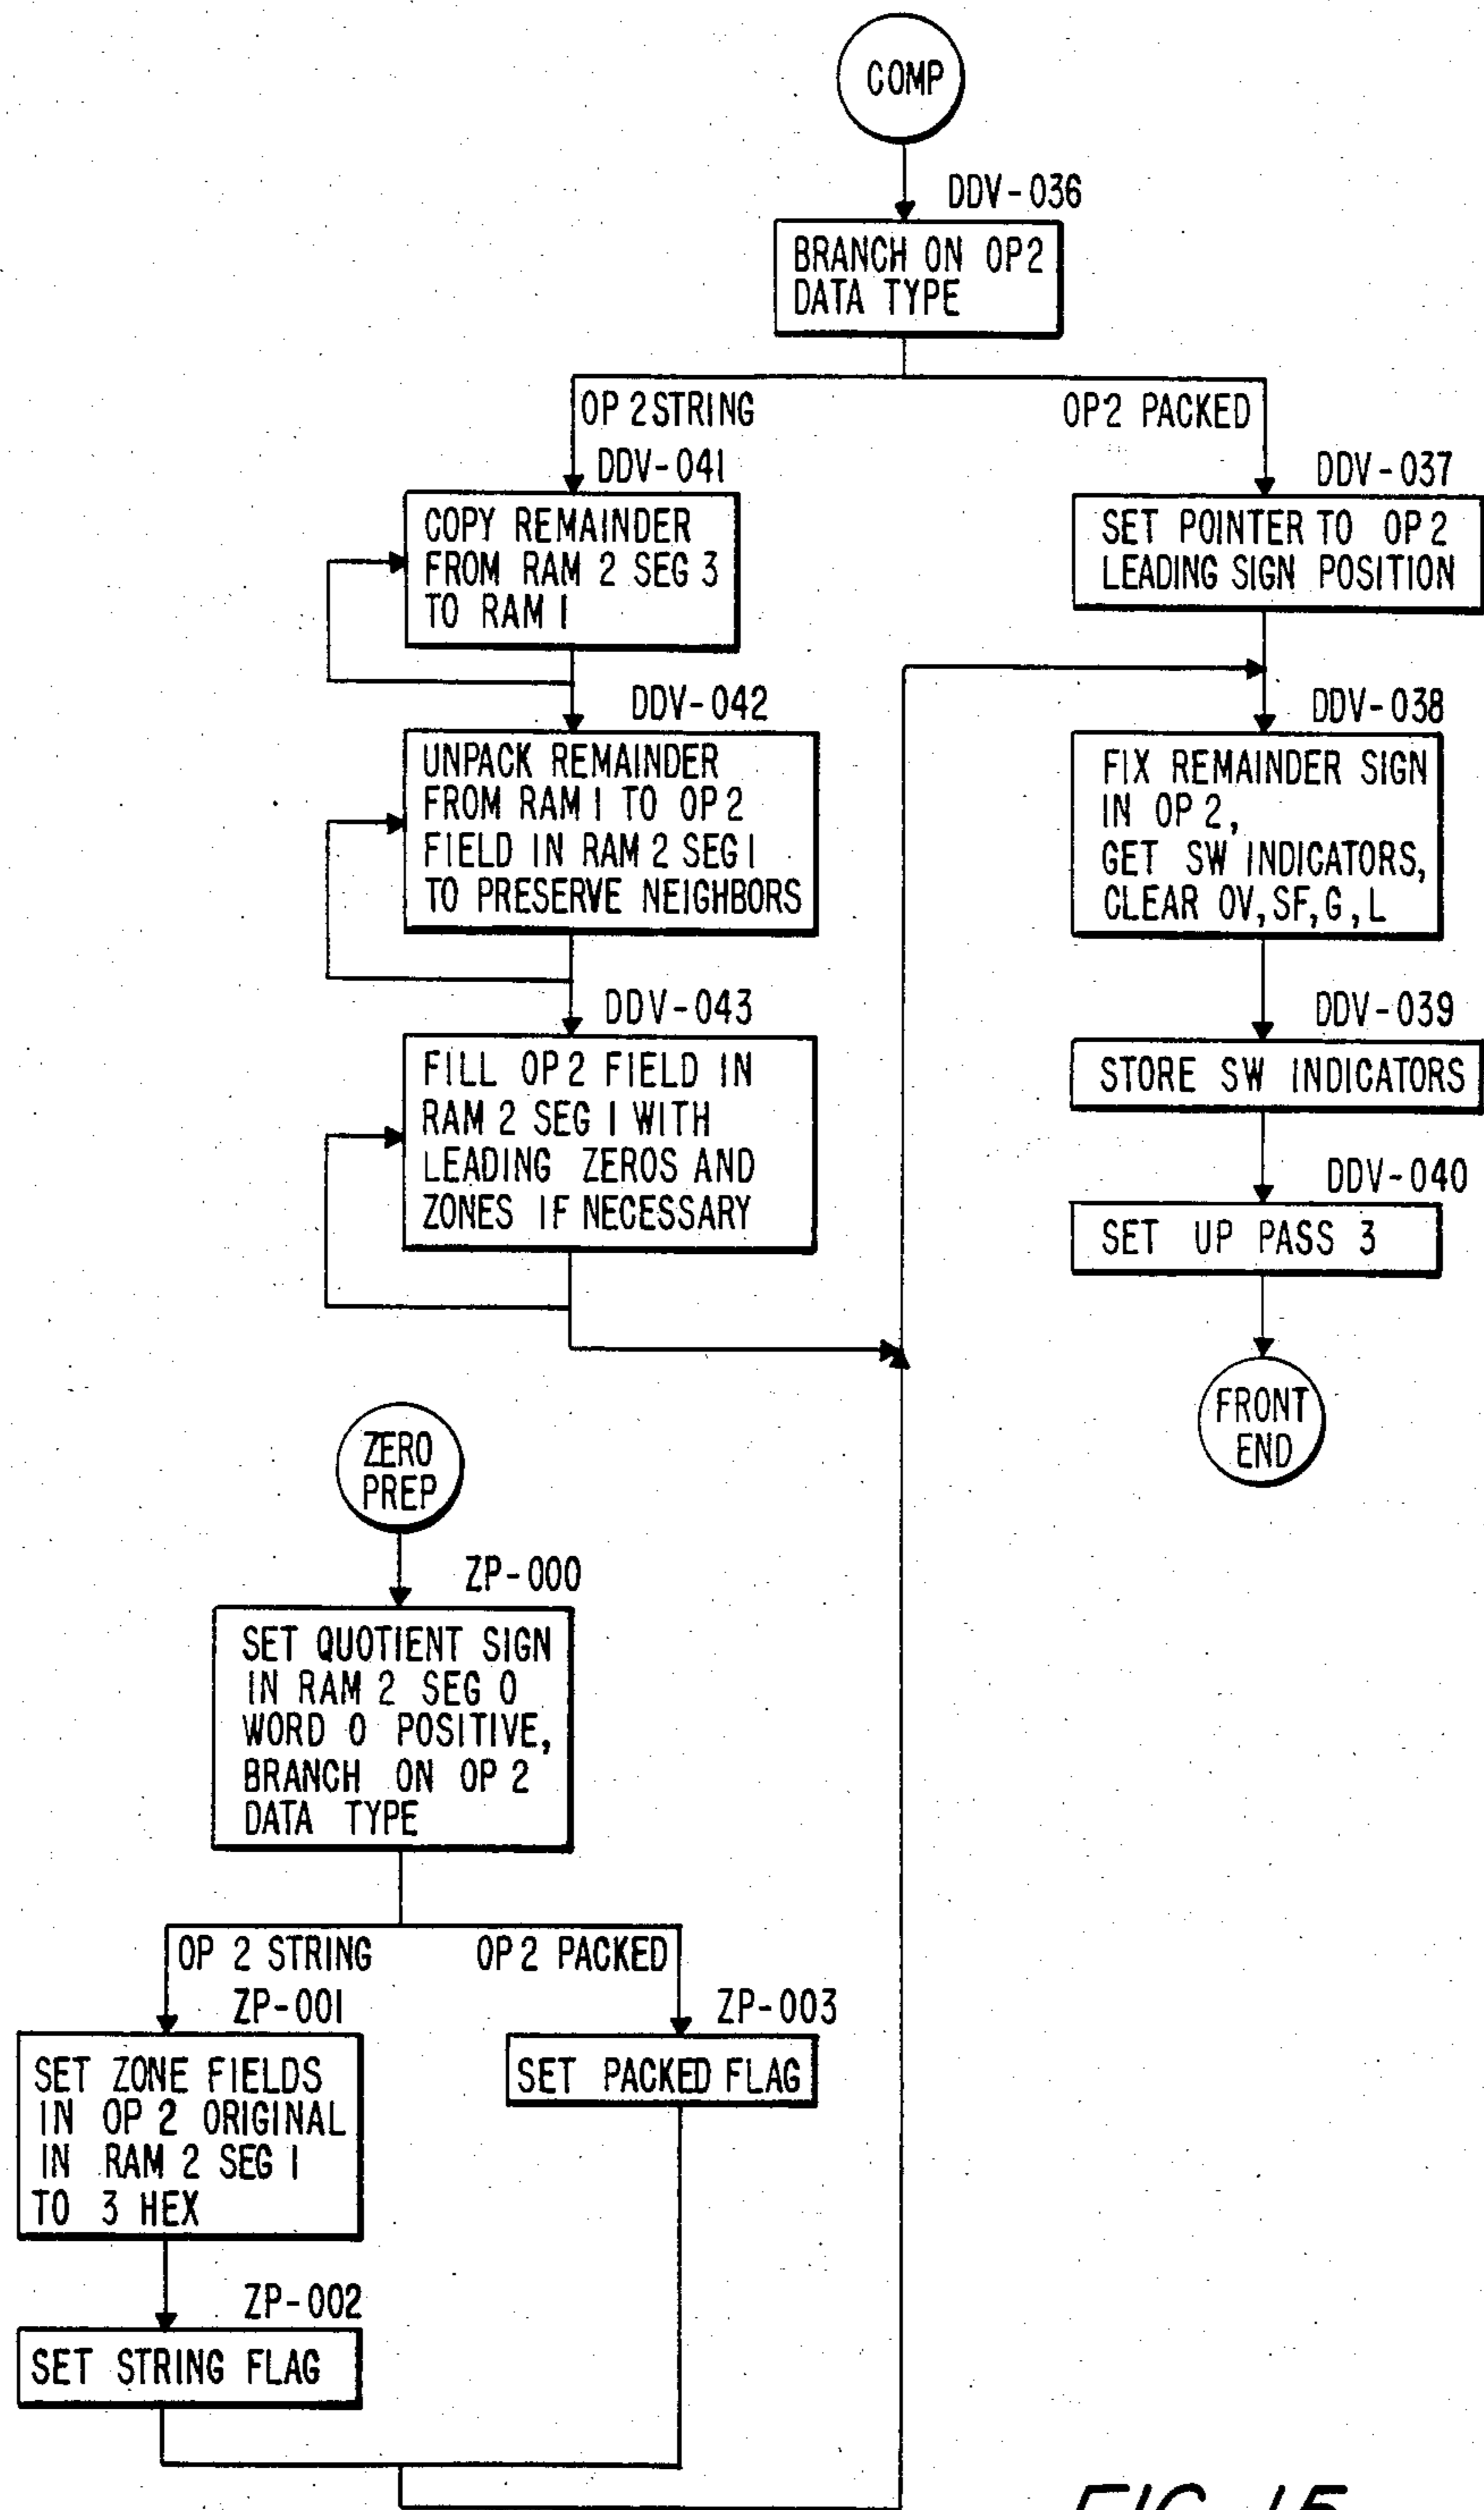 COMP
DDV-036
BRANCH ON OP2
DATA TYPE
OP 2 STRING
OP2 PACKED
DDV-041
COPY REMAINDER
FROM RAM 2 SEG 3
TO RAM 1
DDV-037
SET POINTER TO OP 2
LEADING SIGN POSITION
DDV-042
UNPACK REMAINDER
FROM RAM 1 TO OP 2
FIELD IN RAM 2 SEG 1
TO PRESERVE NEIGHBORS
DDV-038
FIX REMAINDER SIGN
IN OP 2,
GET SW INDICATORS,
CLEAR OV, SF, G, L
DDV-043
FILL OP 2 FIELD IN
RAM 2 SEG 1 WITH
LEADING ZEROS AND
ZONES IF NECESSARY
DDV-039
STORE SW INDICATORS
DDV-040
SET UP PASS 3
FRONT
END
ZERO
PREP
ZP-000
SET QUOTIENT SIGN
IN RAM 2 SEG 0
WORD 0 POSITIVE,
BRANCH ON OP 2
DATA TYPE
OP 2 STRING
OP 2 PACKED
ZP-001
SET ZONE FIELDS
IN OP 2 ORIGINAL
IN RAM 2 SEG 1
TO 3 HEX
ZP-003
SET PACKED FLAG
ZP-002
SET STRING FLAG
FIG. 15